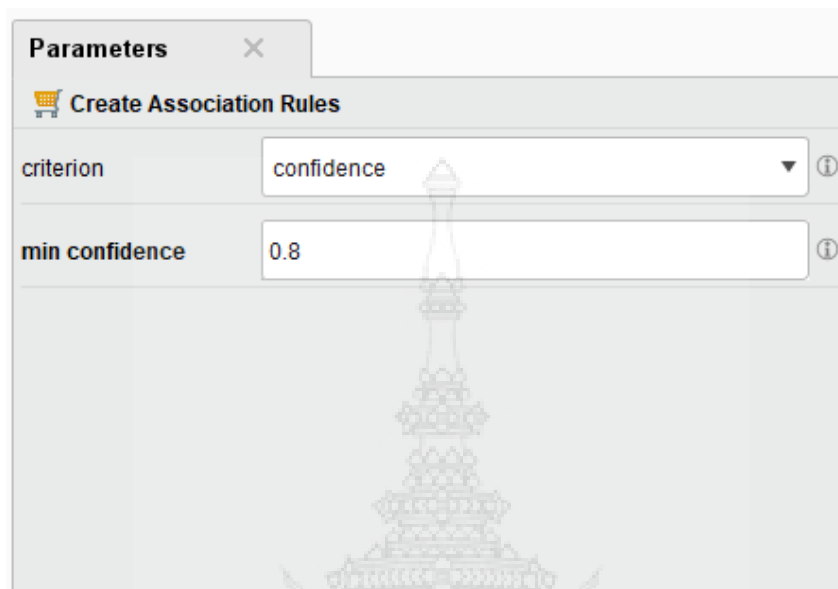 Parameters
Create Association Rules
criterion
confidence
min confidence
0.8